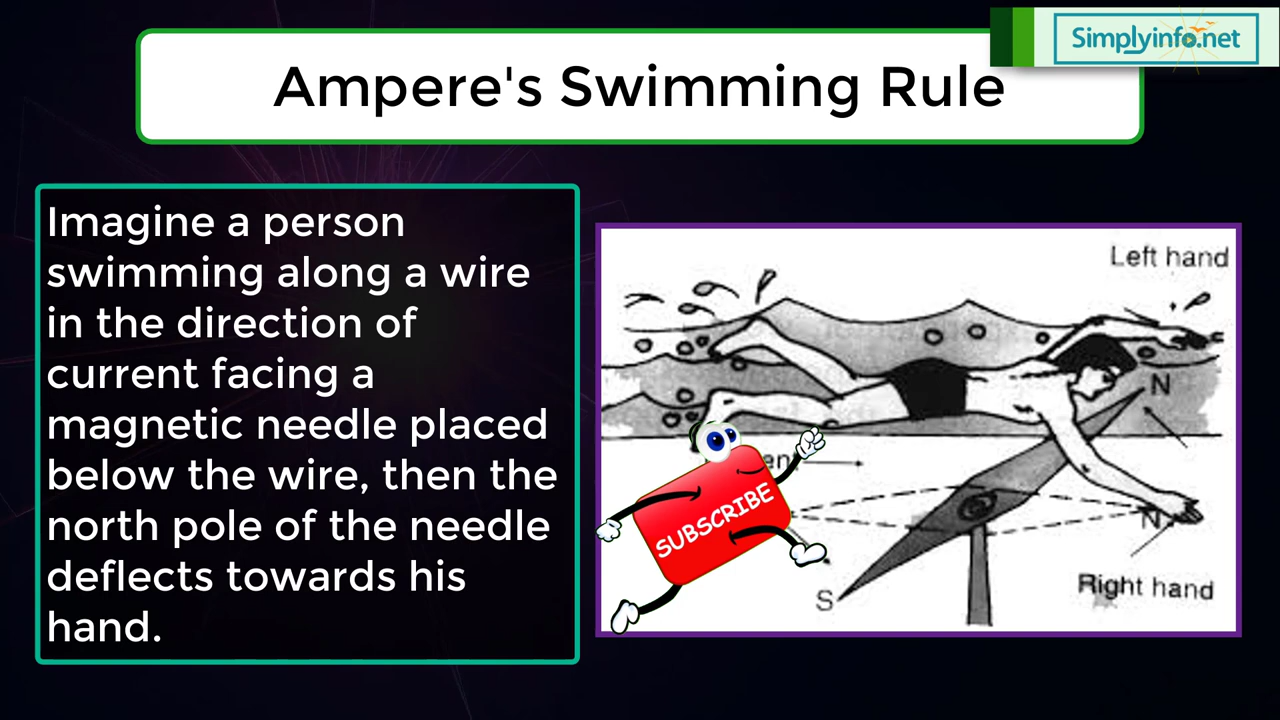 Simplyinfo.net
Ampere's Swimming Rule
Imagine a person
swimming along a wire
in the direction of
current facing a
magnetic needle placed
below the wire, then the
north pole of the needle
deflects towards his
hand.
Left hand
N
SUBSCRIBE
N
S
Right hand